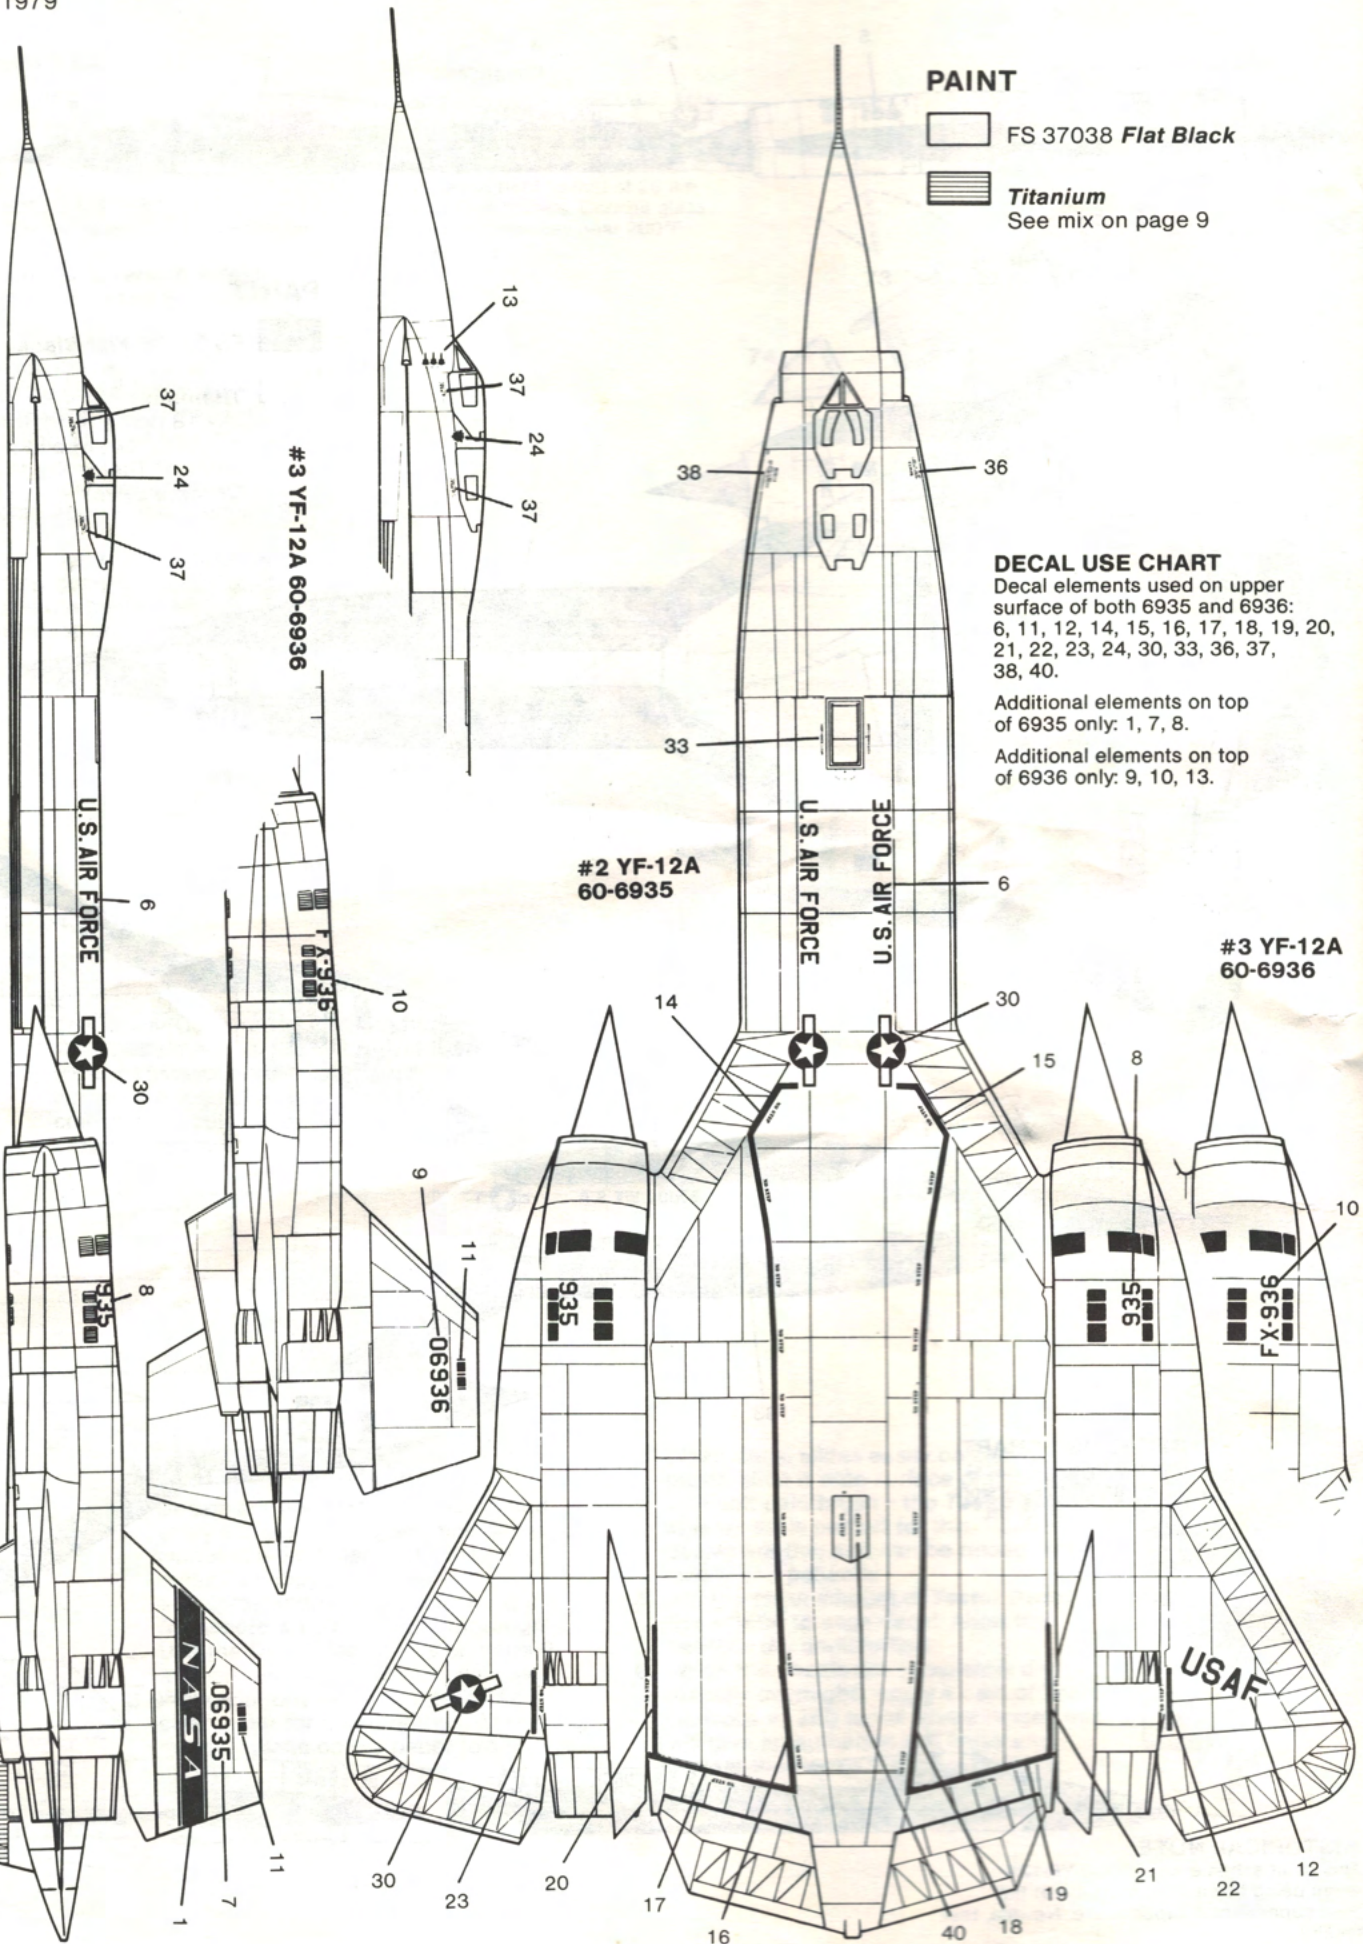 1979
PAINT
FS 37038 Flat Black
Titanium
See mix on page 9
13
37
24
37
37
24
37
#3 YF-12A 60-6936
38
36
DECAL USE CHART
Decal elements used on upper
surface of both 6935 and 6936:
6, 11, 12, 14, 15, 16, 17, 18, 19, 20,
21, 22, 23, 24, 30, 33, 36, 37,
38, 40.
Additional elements on top
of 6935 only: 1, 7, 8.
Additional elements on top
of 6936 only: 9, 10, 13.
33
U.S. AIR FORCE
6
U.S. AIR FORCE
U.S. AIR FORCE
6
#2 YF-12A
60-6935
#3 YF-12A
60-6936
FX-936
10
30
14
30
15
8
10
935
8
935
935
FX-936
9
11
06936
NASA
06935
11
7
1
USAF
30
23
20
17
16
40
18
19
21
22
12